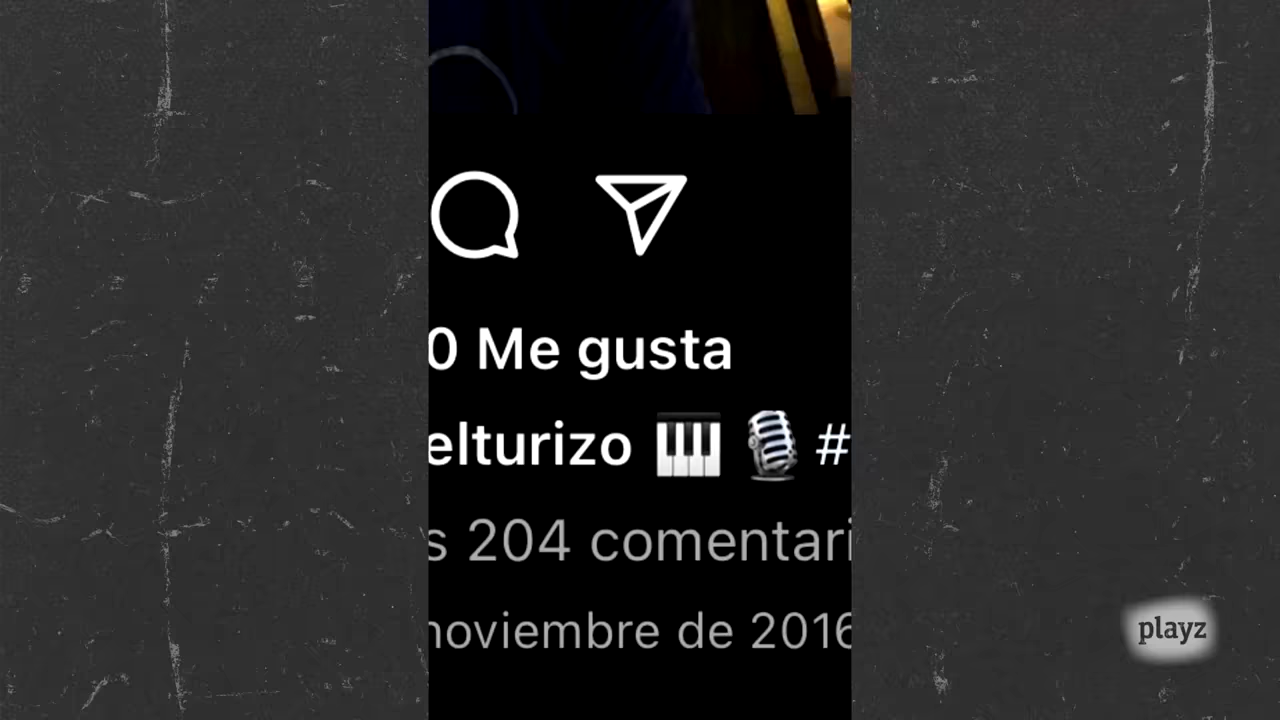 0 Me gusta
elturizo 🎹 🎙 #
s 204 comentari
noviembre de 2016
playz